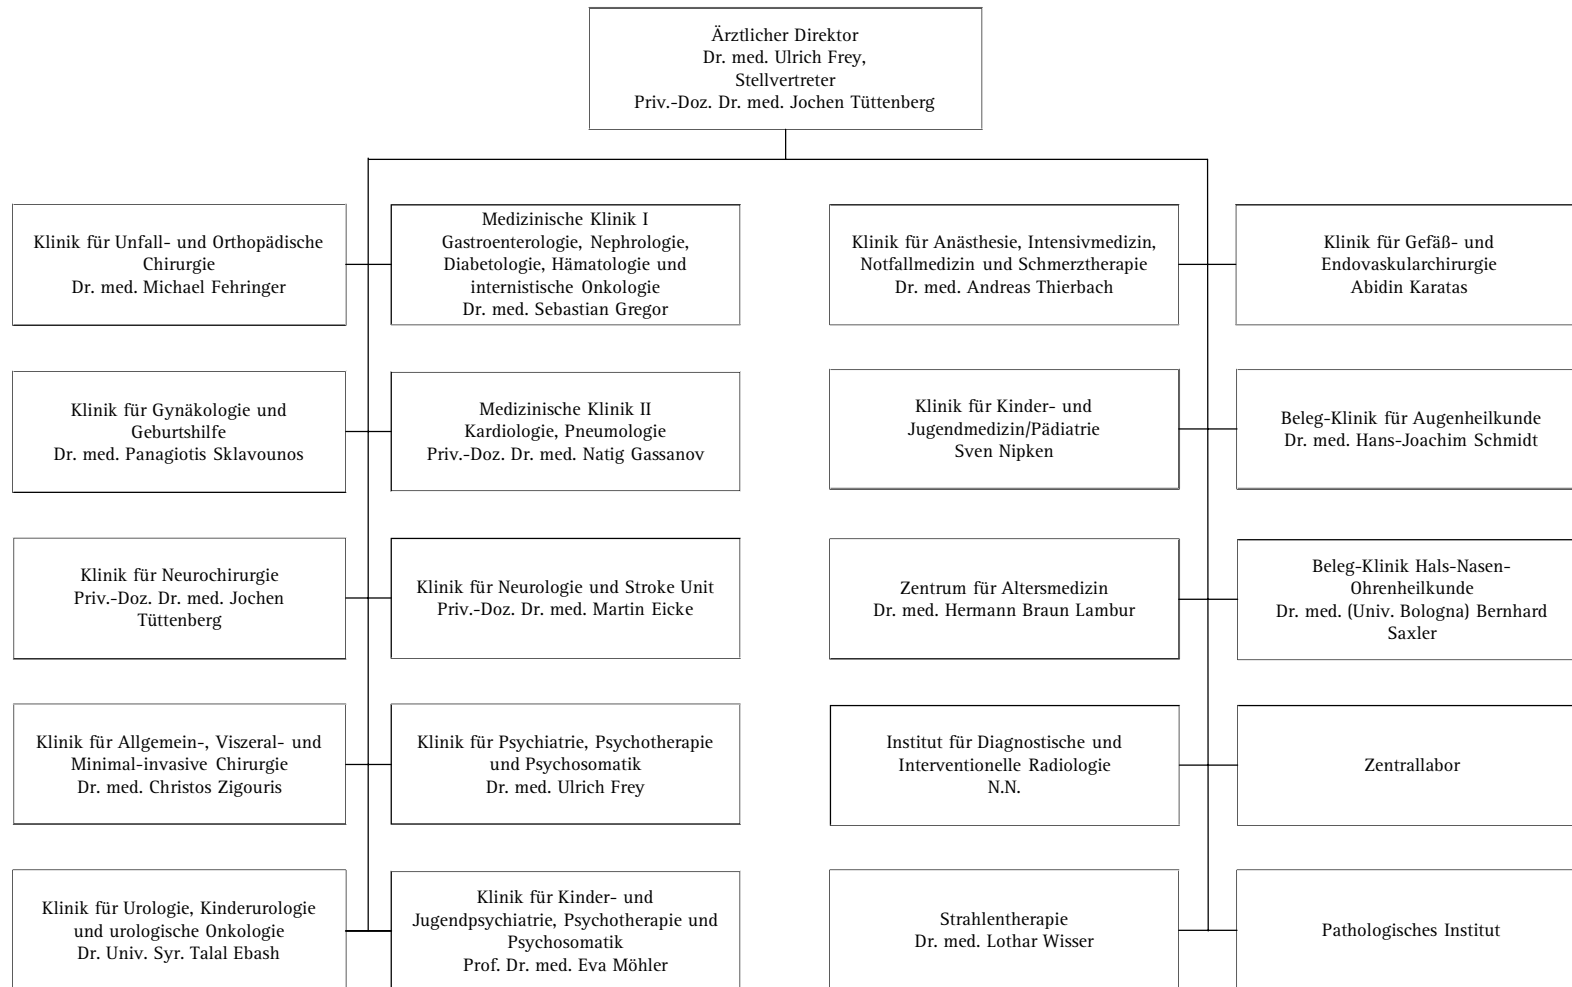 Ärztlicher Direktor
Dr. med. Ulrich Frey,
Stellvertreter
Priv.-Doz. Dr. med. Jochen Tüttenberg
Klinik für Unfall- und Orthopädische
Chirurgie
Dr. med. Michael Fehringer
Medizinische Klinik I
Gastroenterologie, Nephrologie,
Diabetologie, Hämatologie und
internistische Onkologie
Dr. med. Sebastian Gregor
Klinik für Anästhesie, Intensivmedizin,
Notfallmedizin und Schmerztherapie
Dr. med. Andreas Thierbach
Klinik für Gefäß- und
Endovaskularchirurgie
Abidin Karatas
Klinik für Gynäkologie und
Geburtshilfe
Dr. med. Panagiotis Sklavounos
Medizinische Klinik II
Kardiologie, Pneumologie
Priv.-Doz. Dr. med. Natig Gassanov
Klinik für Kinder- und
Jugendmedizin/Pädiatrie
Sven Nipken
Beleg-Klinik für Augenheilkunde
Dr. med. Hans-Joachim Schmidt
Klinik für Neurochirurgie
Priv.-Doz. Dr. med. Jochen
Tüttenberg
Klinik für Neurologie und Stroke Unit
Priv.-Doz. Dr. med. Martin Eicke
Zentrum für Altersmedizin
Dr. med. Hermann Braun Lambur
Beleg-Klinik Hals-Nasen-
Ohrenheilkunde
Dr. med. (Univ. Bologna) Bernhard
Saxler
Klinik für Allgemein-, Viszeral- und
Minimal-invasive Chirurgie
Dr. med. Christos Zigouris
Klinik für Psychiatrie, Psychotherapie
und Psychosomatik
Dr. med. Ulrich Frey
Institut für Diagnostische und
Interventionelle Radiologie
N.N.
Zentrallabor
Klinik für Urologie, Kinderurologie
und urologische Onkologie
Dr. Univ. Syr. Talal Ebash
Klinik für Kinder- und
Jugendpsychiatrie, Psychotherapie und
Psychosomatik
Prof. Dr. med. Eva Möhler
Strahlentherapie
Dr. med. Lothar Wisser
Pathologisches Institut